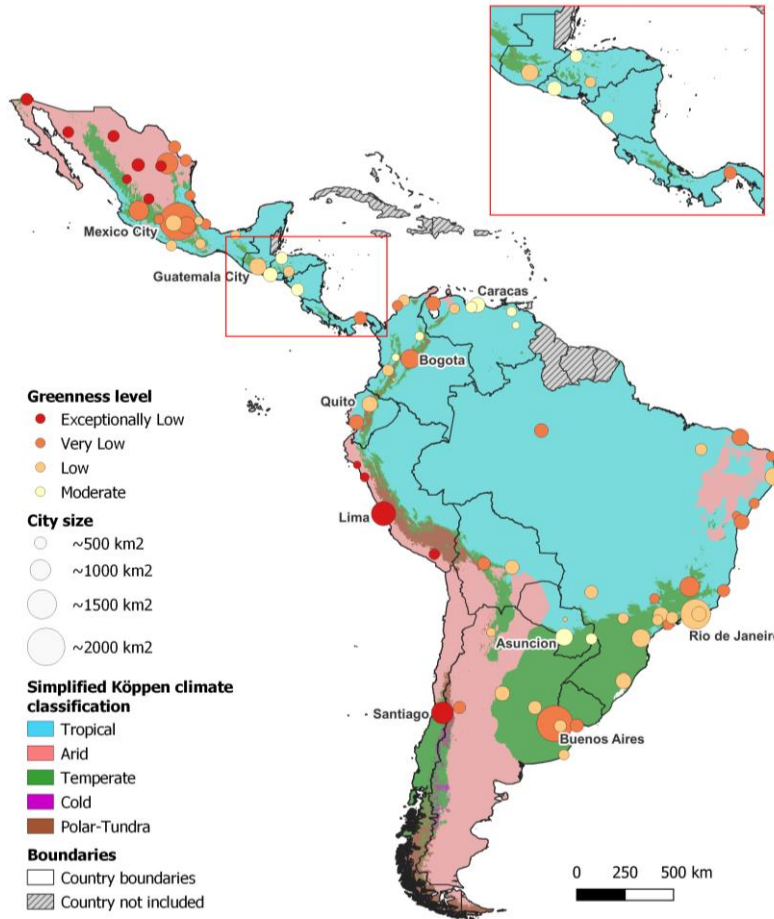 Mexico City
Guatemala City
Caracas
Bogota
Quito
Lima
Asuncion
Rio de Janeiro
Santiago
Buenos Aires
Greenness level
Exceptionally Low
Very Low
Low
Moderate
City size
~500 km2
~1000 km2
~1500 km2
~2000 km2
Simplified Köppen climate
classification
Tropical
Arid
Temperate
Cold
Polar-Tundra
Boundaries
Country boundaries
Country not included
0 250 500 km